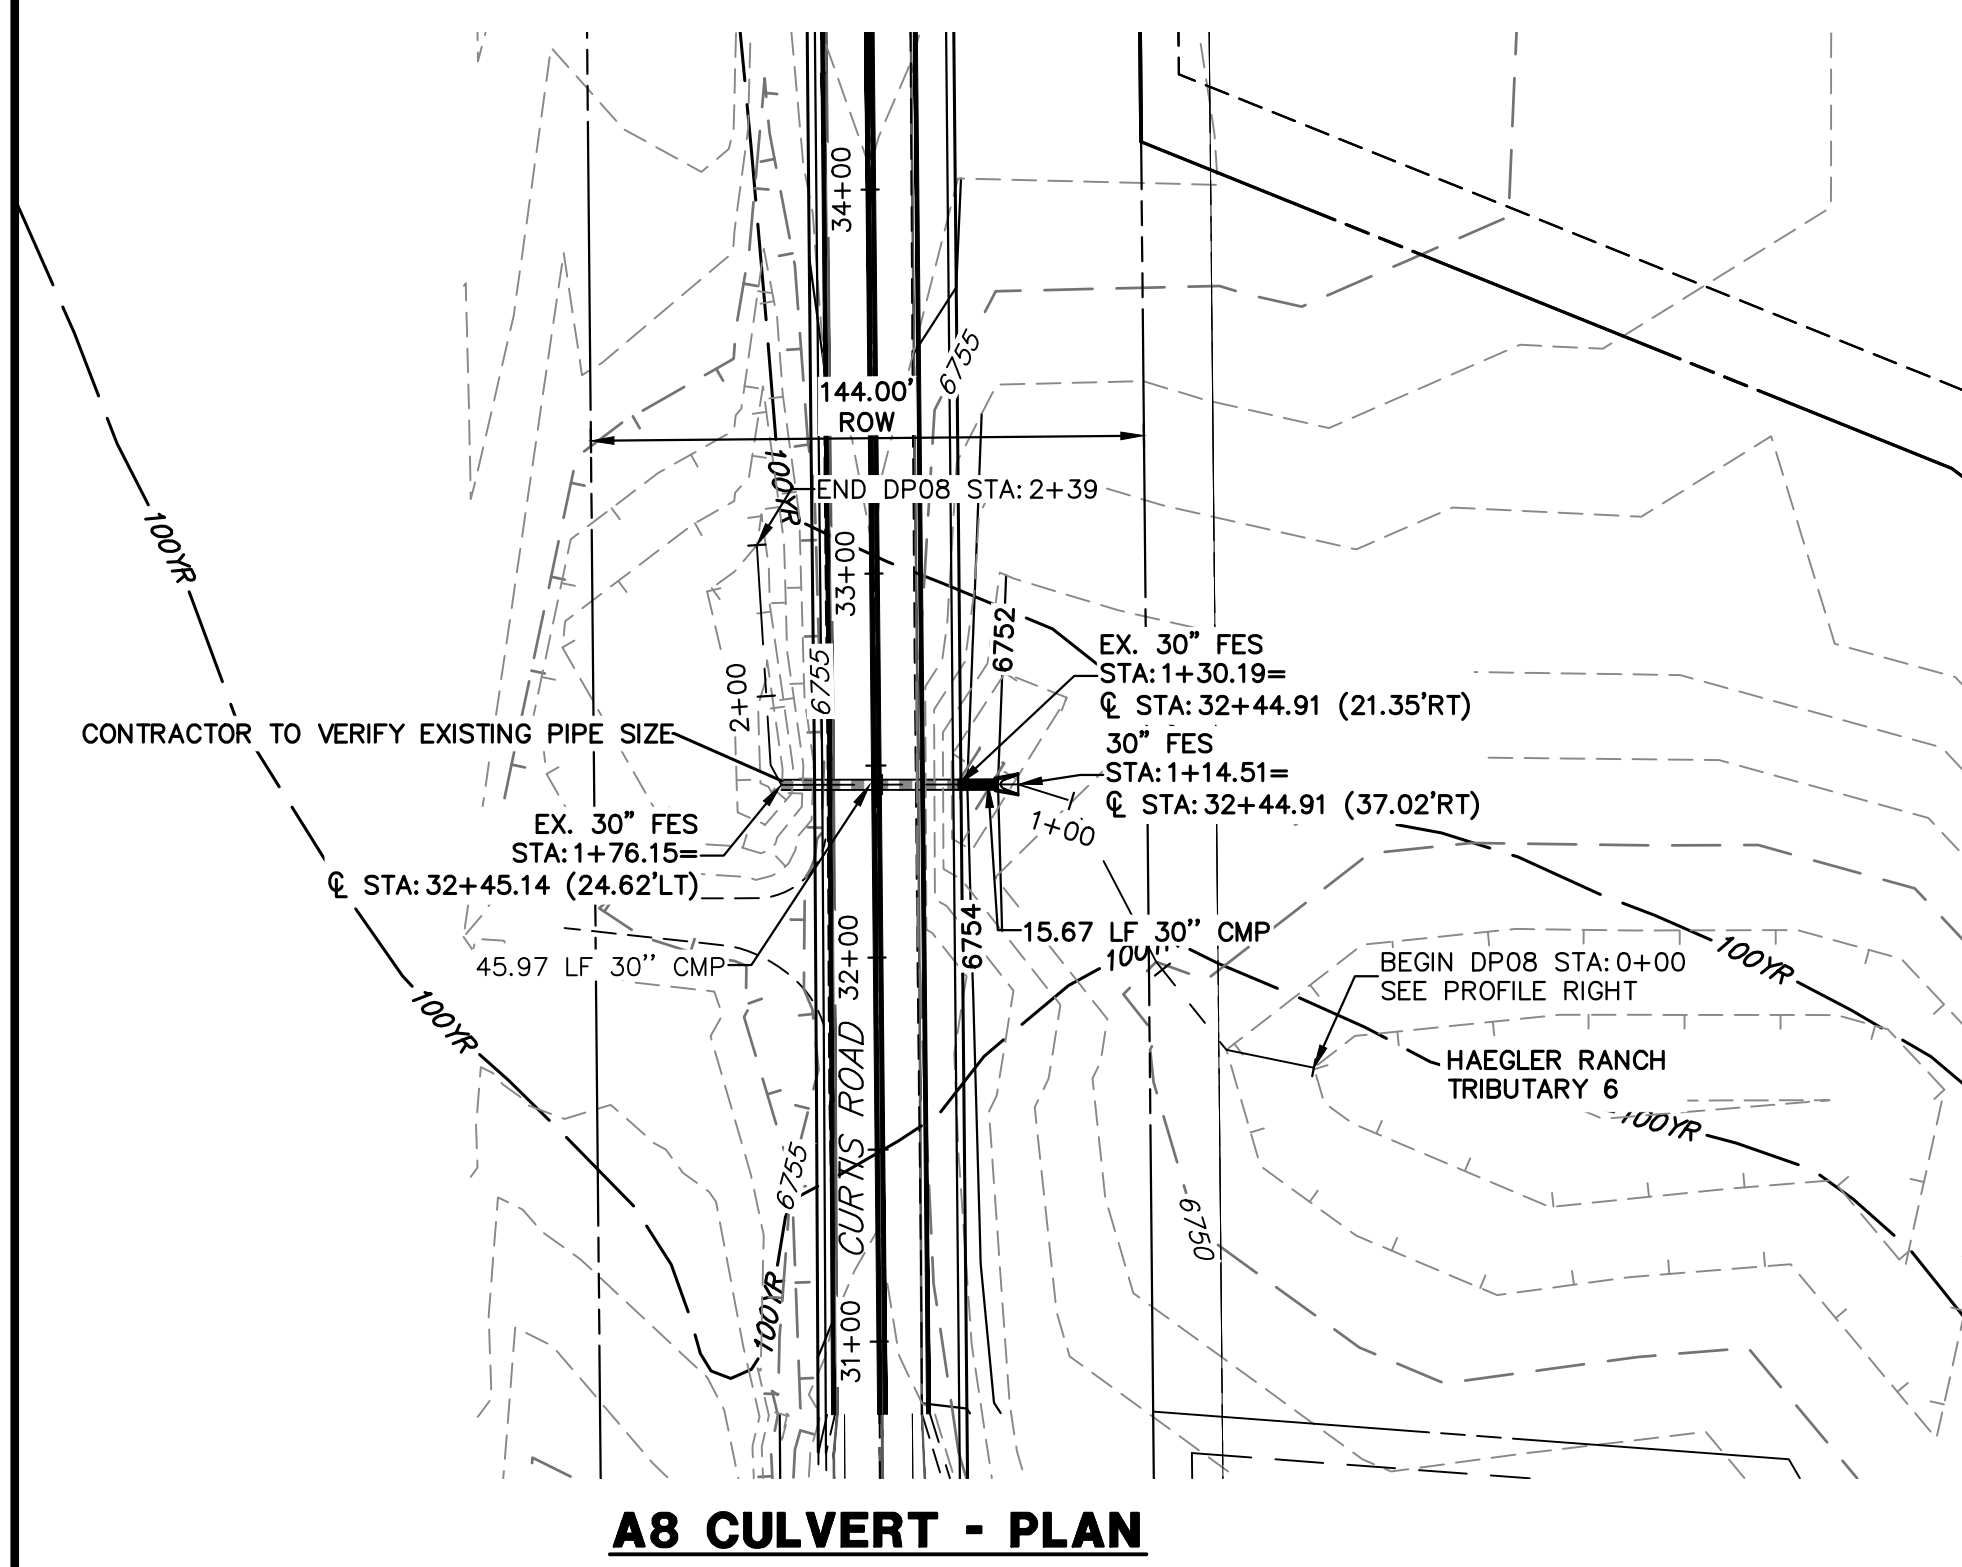 34+00
6755
144.00'
ROW
100YR
END DP08 STA: 2+39
100YR
33+00
6752
EX. 30" FES
STA: 1+30.19=
℄ STA: 32+44.91 (21.35'RT)
6755
2+00
CONTRACTOR TO VERIFY EXISTING PIPE SIZE
30" FES
STA: 1+14.51=
℄ STA: 32+44.91 (37.02'RT)
1+00
EX. 30" FES
STA: 1+76.15=
℄ STA: 32+45.14 (24.62'LT)
6754
15.67 LF 30'' CMP
32+00
45.97 LF 30'' CMP
100YR
BEGIN DP08 STA: 0+00
SEE PROFILE RIGHT
100YR
CURTIS ROAD
HAEGLER RANCH
TRIBUTARY 6
100YR
6755
6750
100YR
31+00
A8 CULVERT - PLAN